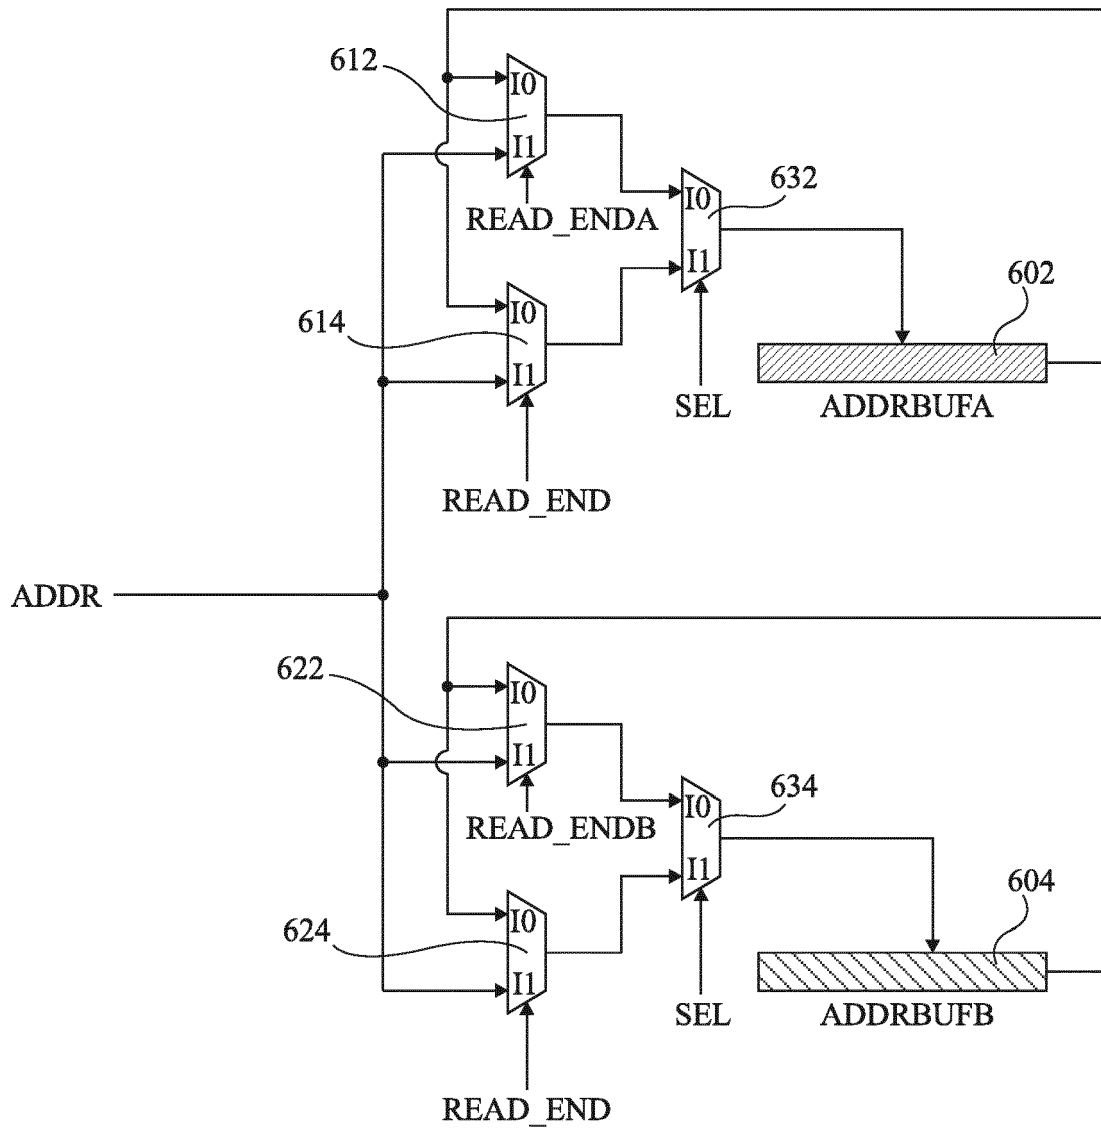 612
I0
I1
READ_ENDA
I0
632
I1
602
614
I0
I1
SEL
ADDRBUFA
READ_END
ADDR
622
I0
I1
READ_ENDB
I0
634
I1
604
624
I0
I1
SEL
ADDRBUFB
READ_END